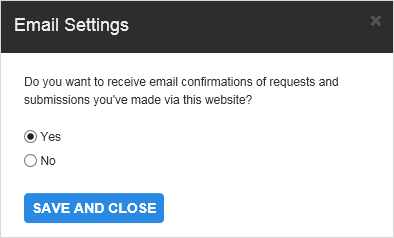 Email Settings
Do you want to receive email confirmations of requests and
submissions you've made via this website?
Yes
No
SAVE AND CLOSE